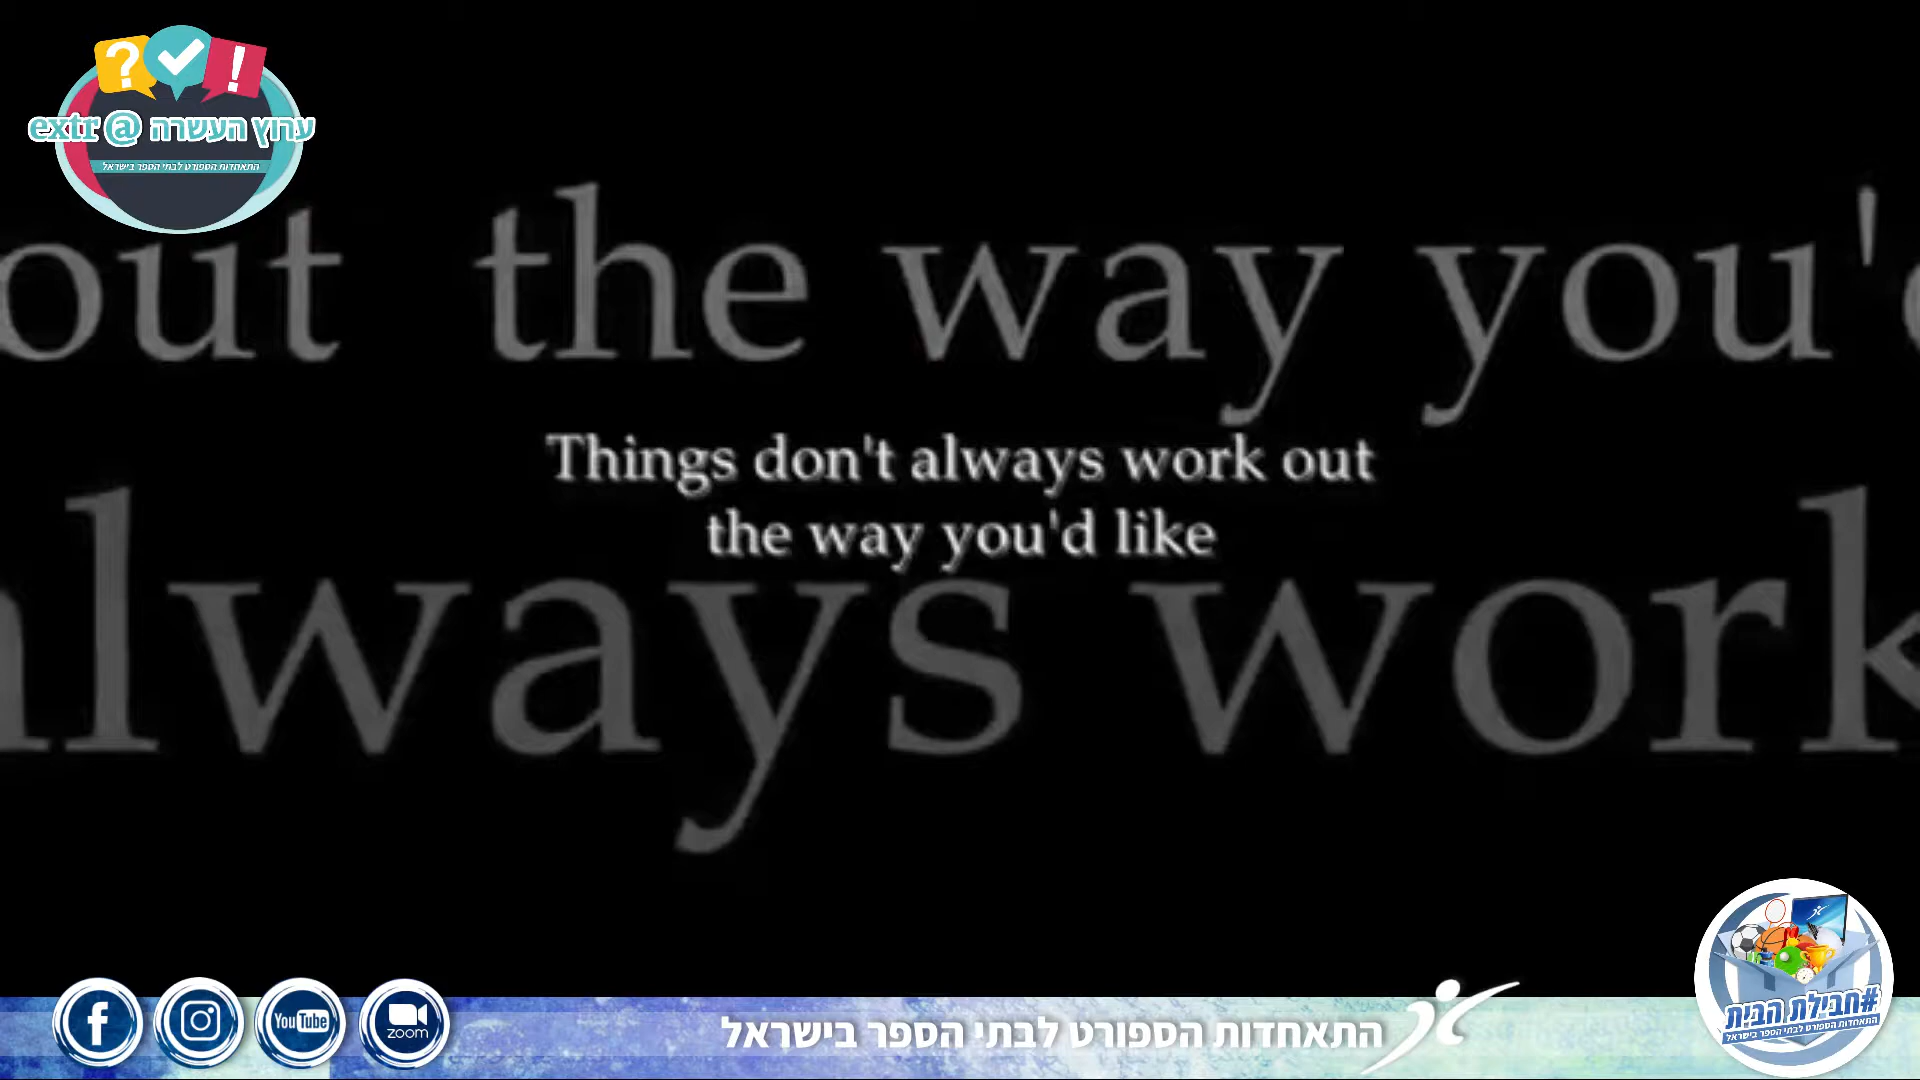 ? ✓ !
extr @ ערוץ העשרה
התאחדות הספורט לבתי הספר בישראל
out the way you'
Things don't always work out
the way you'd like
always work
#חבילת הבית
התאחדות הספורט לבתי הספר בישראל
f
You Tube
zoom
התאחדות הספורט לבתי הספר בישראל